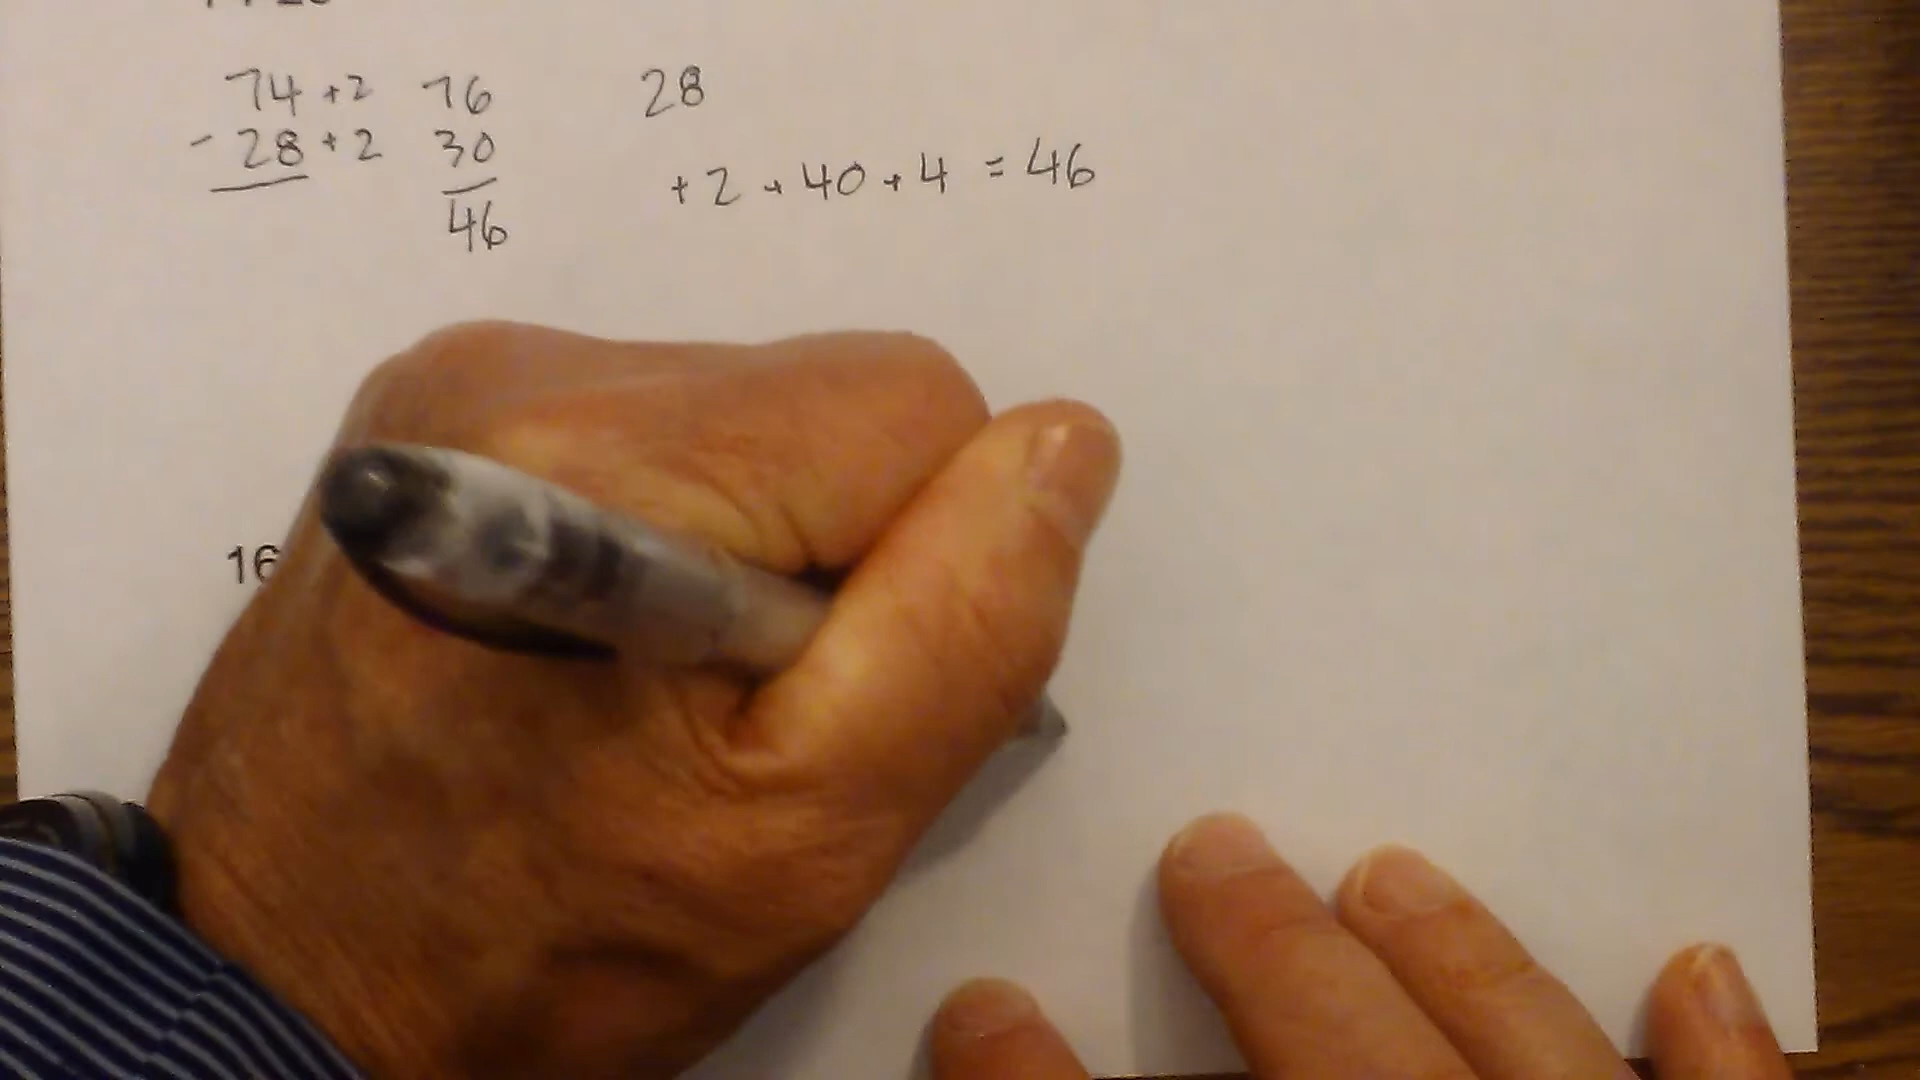 74 +2 76 28
- 28 + 2 30
46
+ 2 + 40 + 4 = 46
16